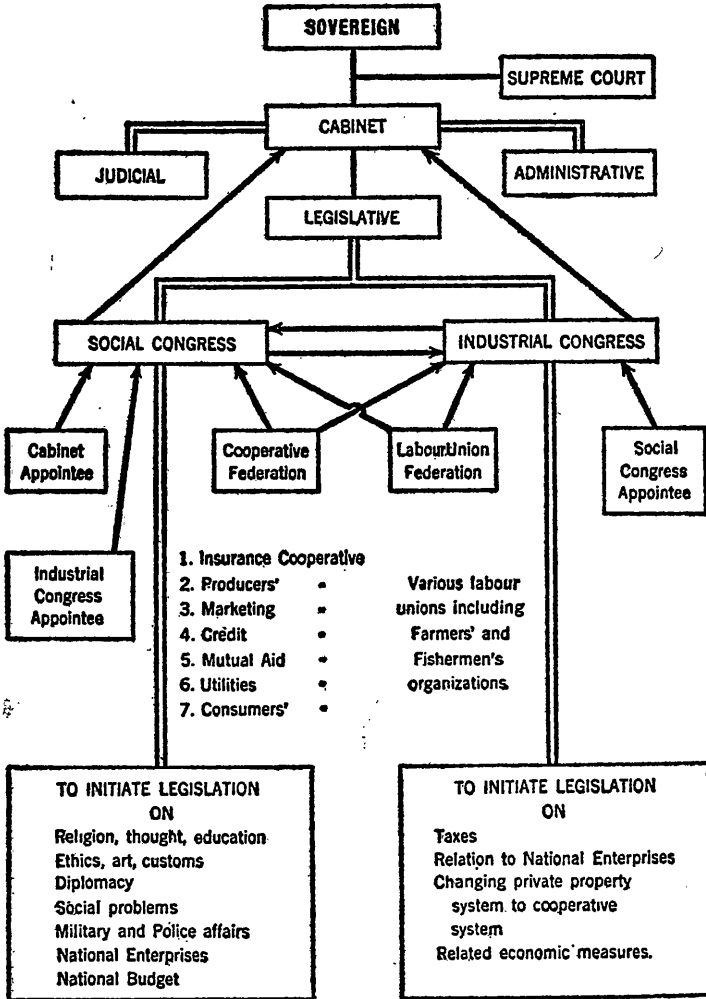 SOVEREIGN
SUPREME COURT
CABINET
JUDICIAL
ADMINISTRATIVE
LEGISLATIVE
SOCIAL CONGRESS
INDUSTRIAL CONGRESS
Cabinet
Appointee
Cooperative
Federation
Labour Union
Federation
Social
Congress
Appointee
Industrial
Congress
Appointee
1. Insurance Cooperative
2. Producers' "
3. Marketing "
4. Credit "
5. Mutual Aid "
6. Utilities "
7. Consumers' "
Various labour
unions including
Farmers' and
Fishermen's
organizations.
TO INITIATE LEGISLATION
ON
Religion, thought, education
Ethics, art, customs
Diplomacy
Social problems
Military and Police affairs
National Enterprises
National Budget
TO INITIATE LEGISLATION
ON
Taxes
Relation to National Enterprises
Changing private property
system to cooperative
system
Related economic measures.